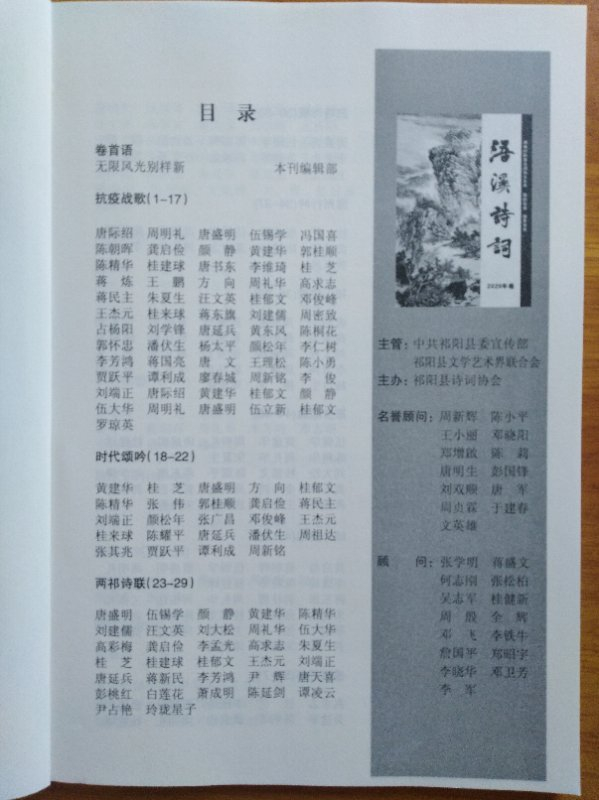 目 录
卷首语
无限风光别样新 本刊编辑部
抗疫战歌(1-17)
唐际绍 周明礼 唐盛明 伍锡学 冯国喜
陈朝晖 龚启俭 颜 静 黄建华 郭桂顺
陈精华 桂建球 唐书东 李维琦 桂 芝
蒋 炼 王 鹏 方 向 周礼华 高求志
蒋民主 朱夏生 汪文英 桂郁文 邓俊峰
王杰元 桂来球 蒋东旗 刘建儒 周密致
占杨阳 刘学锋 唐延兵 黄东风 陈桐花
郭怀忠 潘伏生 杨太平 颜松年 李仁树
李芳鸿 蒋国亮 唐 文 王理松 陈小勇
贾跃平 谭利成 廖春城 周新铭 李 俊
刘端正 唐际绍 黄建华 桂郁文 颜 静
伍大华 周明礼 唐盛明 伍立新 桂郁文
罗琼英
时代颂吟(18-22)
黄建华 桂 芝 唐盛明 方 向 桂郁文
陈精华 张 伟 郭桂顺 龚启俭 蒋民主
刘端正 颜松年 张广昌 邓俊峰 王杰元
桂来球 陈耀平 唐延兵 潘伏生 周祖达
张其兆 贾跃平 谭利成 周新铭
两祁诗联(23-29)
唐盛明 伍锡学 颜 静 黄建华 陈精华
刘建儒 汪文英 刘大松 周礼华 伍大华
高彩梅 龚启俭 李孟光 高求志 朱夏生
桂 芝 桂建球 桂郁文 王杰元 刘端正
唐延兵 蒋新民 李芳鸿 尹 辉 唐天喜
彭桃红 白莲花 萧成明 陈延剑 谭凌云
尹占艳 玲珑星子
浯溪诗词
2020年卷
主管：中共祁阳县委宣传部
祁阳县文学艺术界联合会
主办：祁阳县诗词协会
名誉顾问：周新辉 陈小平
王小丽 邓晓阳
郑增啟 陈 莉
唐明生 彭国锋
刘双顺 唐 军
周贞霖 于建春
文英雄
顾 问：张学明 蒋盛文
何志刚 张松柏
吴志军 桂健新
周 殷 全 辉
邓 飞 李铁牛
詹国平 郑昭字
李晓华 邓卫芳
李 军